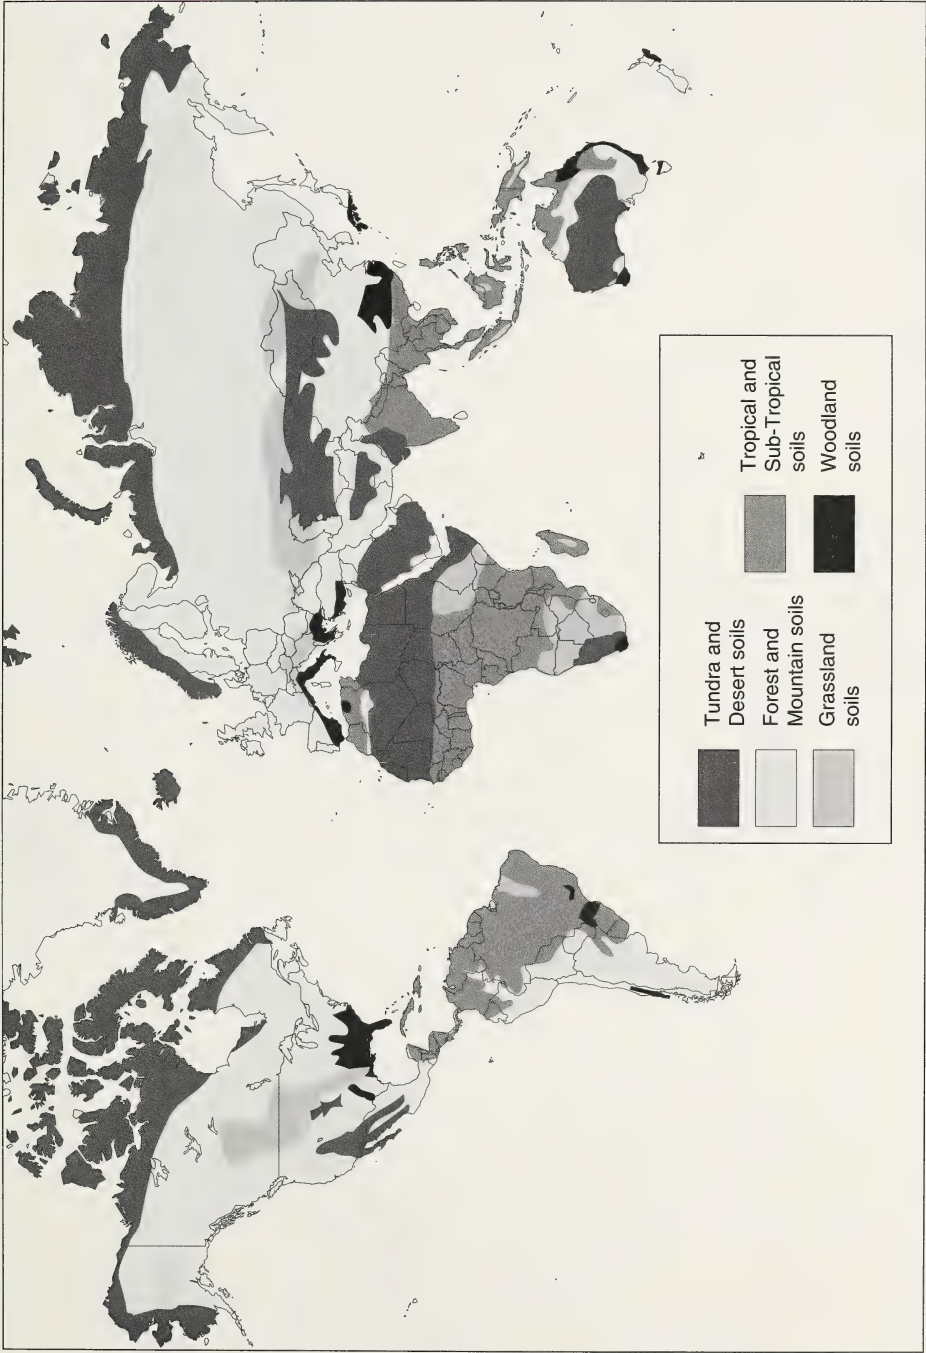 Tundra and
Desert soils
Forest and
Mountain soils
Grassland
soils
Tropical and
Sub-Tropical
soils
Woodland
soils